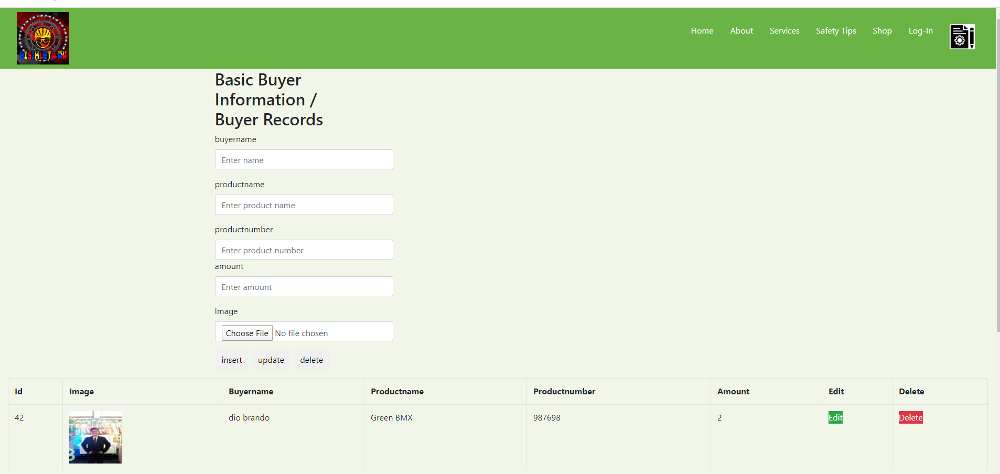 BISIKLETA.PH
Home About Services Safety Tips Shop Log-In
Basic Buyer
Information /
Buyer Records
buyername
Enter name
productname
Enter product name
productnumber
Enter product number
amount
Enter amount
Image
Choose File No file chosen
insert update delete
Id Image Buyername Productname Productnumber Amount Edit Delete
42 dio brando Green BMX 987698 2 Edit Delete